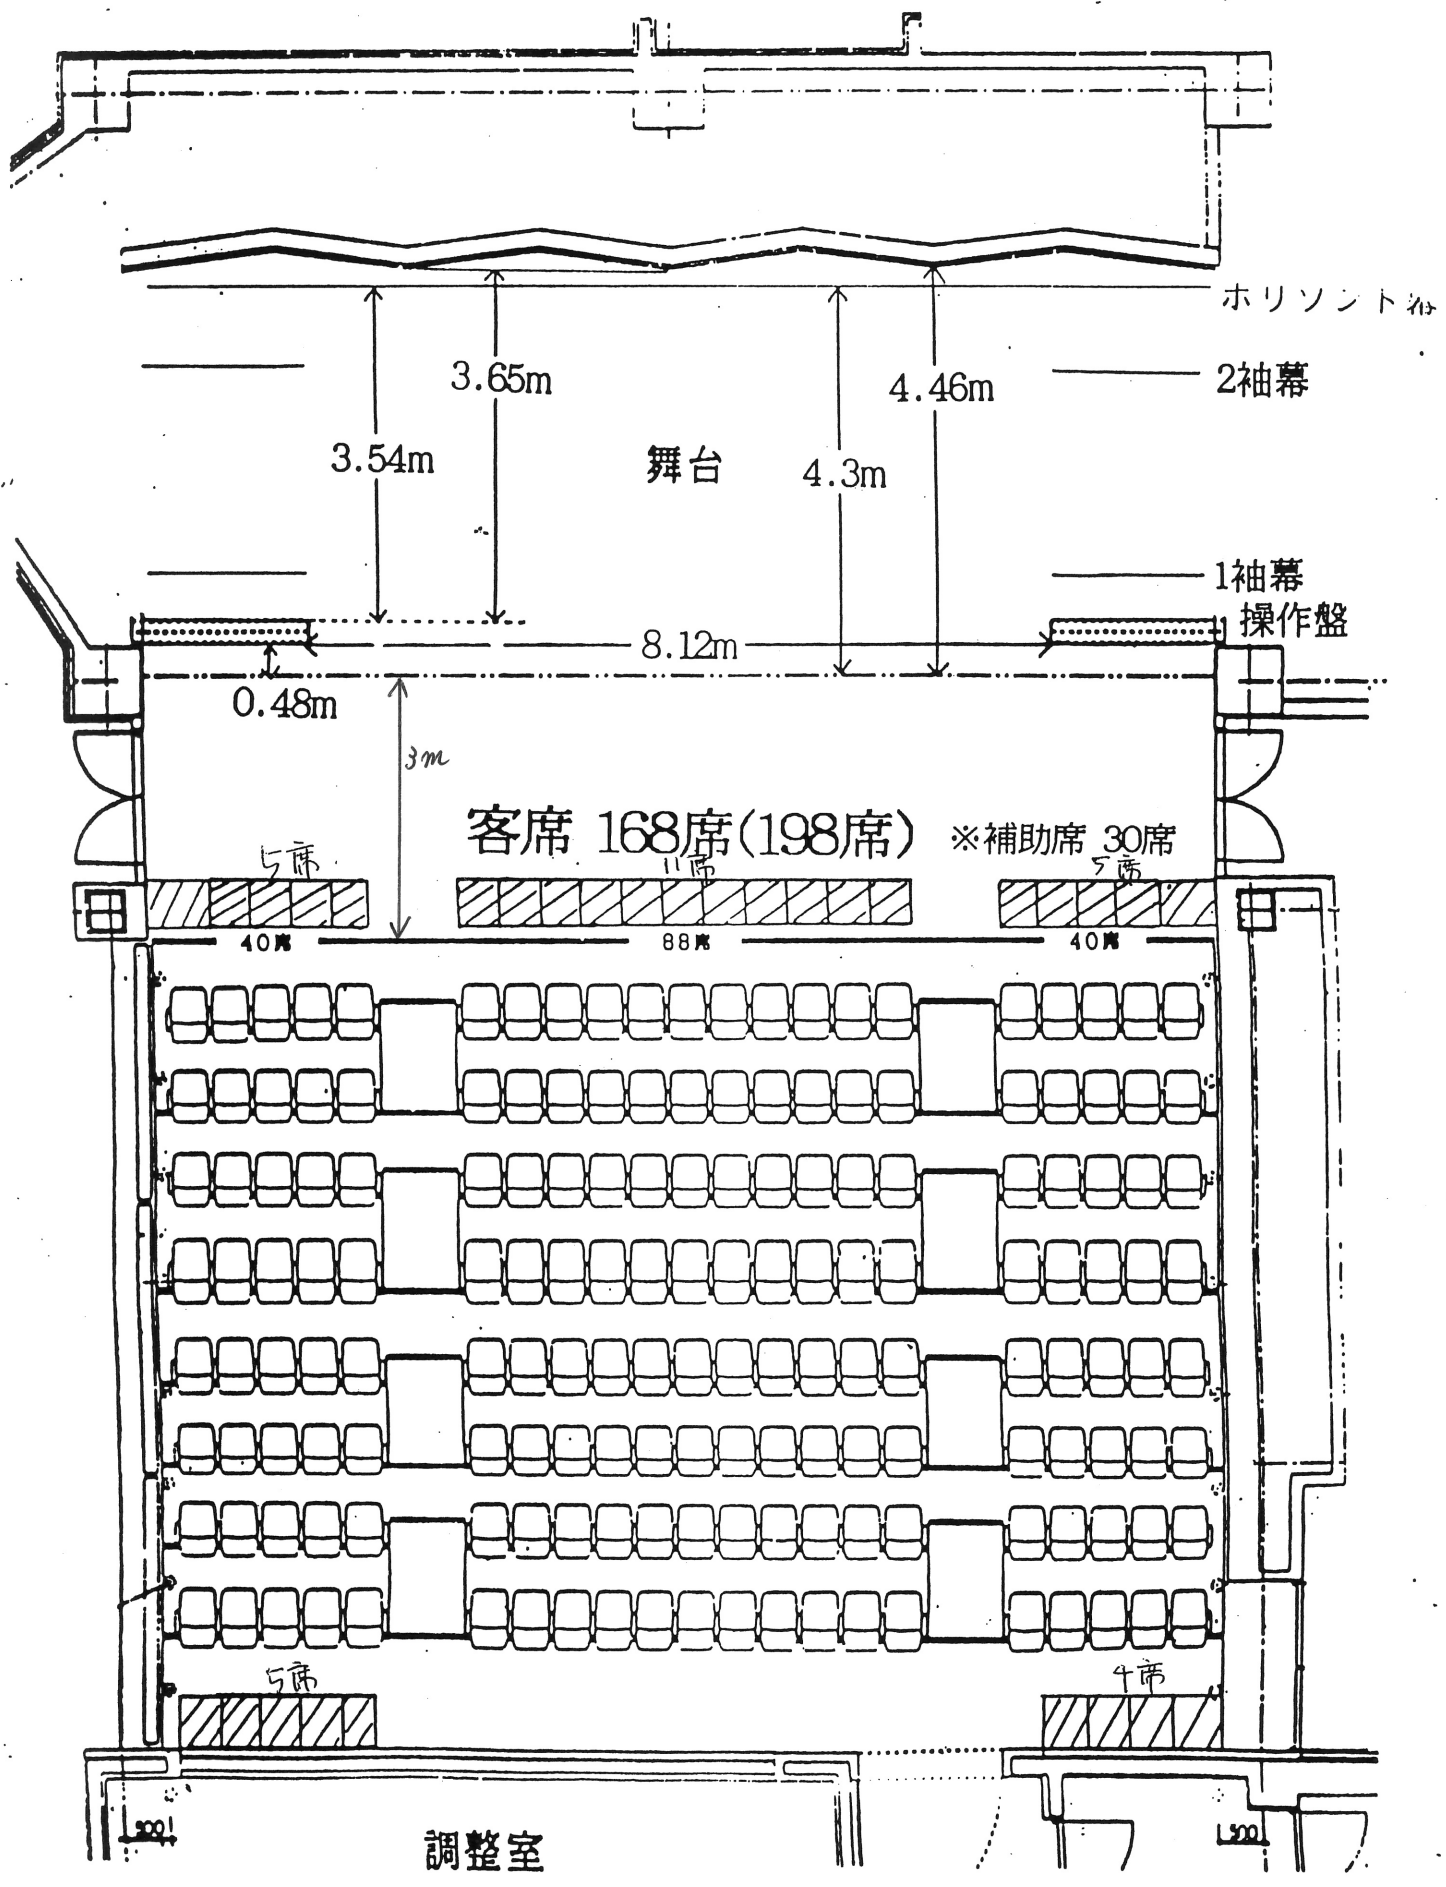 ホリゾント幕
3.65m
4.46m
2袖幕
3.54m
舞台
4.3m
1袖幕
操作盤
8.12m
0.48m
3m
客席 168席(198席) ※補助席 30席
5席
11席
5席
40席
88席
40席
5席
4席
900
900
調整室